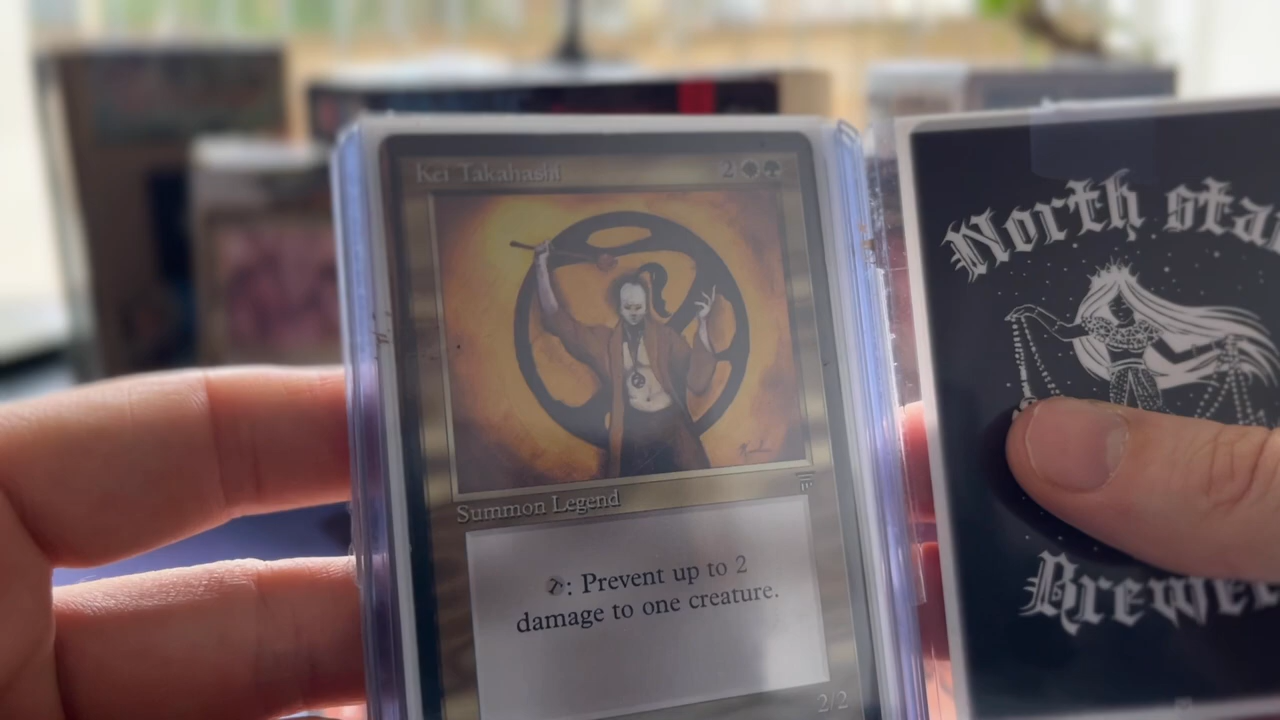 Kei Takahashi 2
Summon Legend
: Prevent up to 2
damage to one creature.
2/2
North sta
Brewe